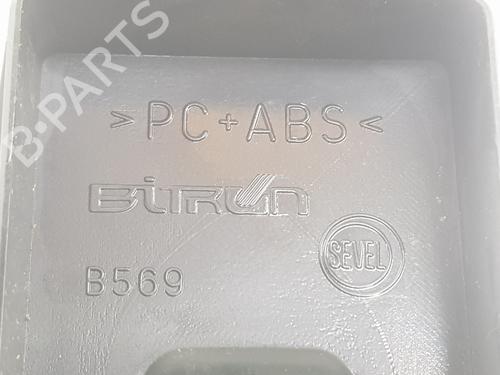 B-PARTS
>PC+ABS<
BiTRON
SEVEL
B569